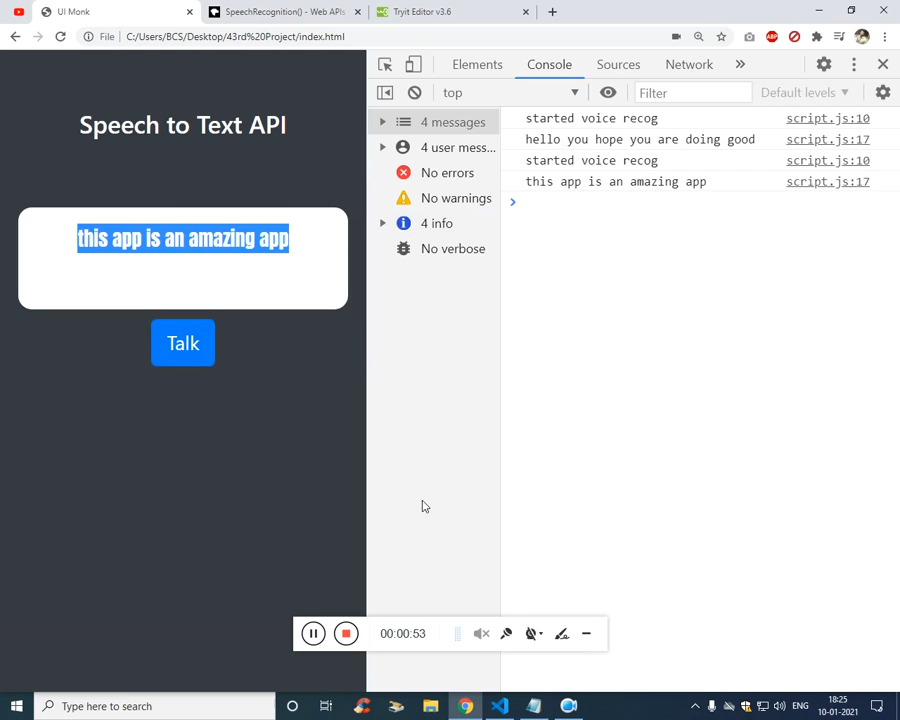 UI Monk
SpeechRecognition() - Web APIs
Tryit Editor v3.6
File
C:/Users/BCS/Desktop/43rd%20Project/index.html
ABP
Elements
Console
Sources
Network
top
Filter
Default levels
Speech to Text API
this app is an amazing app
Talk
4 messages
4 user mess...
No errors
No warnings
4 info
No verbose
started voice recog script.js:10
hello you hope you are doing good script.js:17
started voice recog script.js:10
this app is an amazing app script.js:17
00:00:53
Type here to search
ENG
18:25
10-01-2021